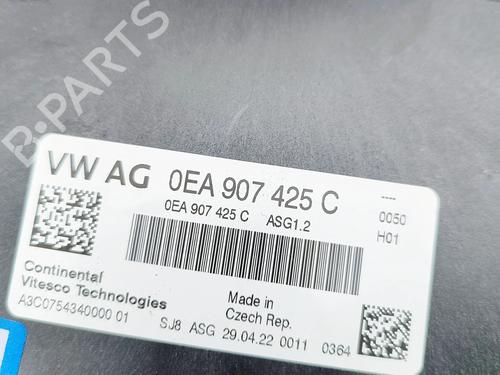 B-PARTS
VW AG 0EA 907 425 C
0EA 907 425 C ASG1.2
---
0050
H01
Continental
Vitesco Technologies
A3C0754340000 01
Made in
Czech Rep.
SJ8 ASG 29.04.22 0011 0364